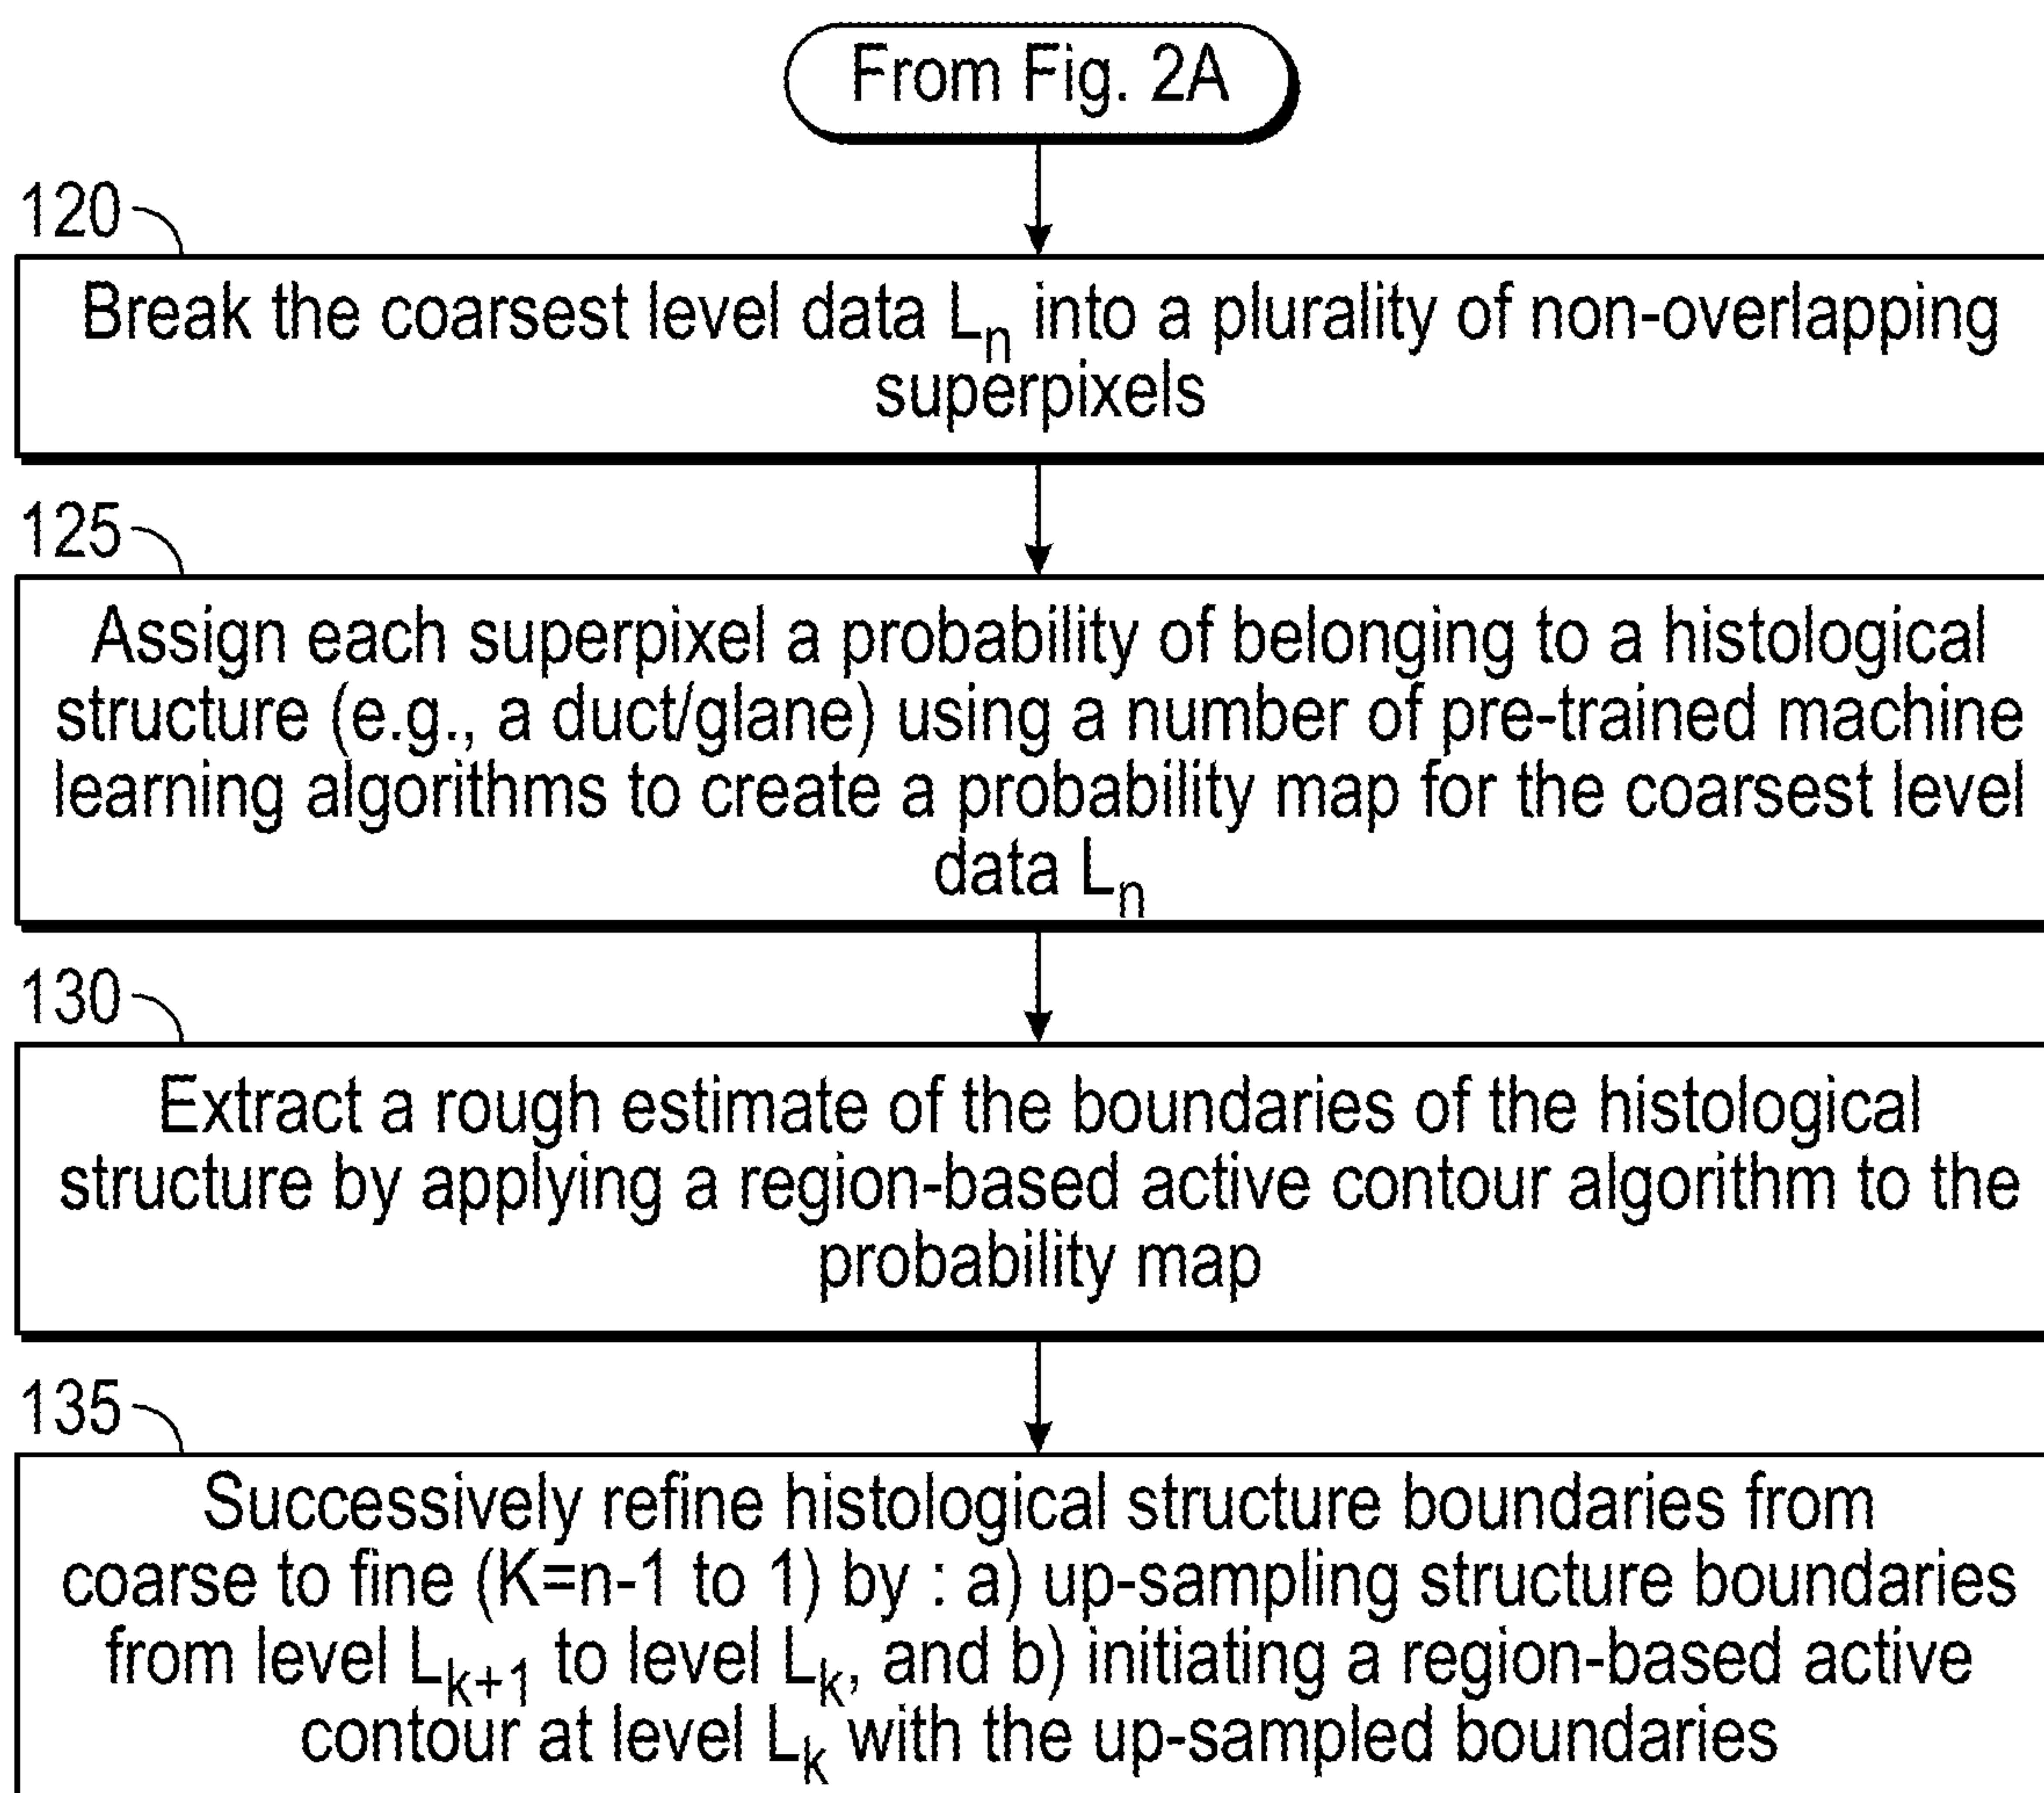 From Fig. 2A
120
Break the coarsest level data Lₙ into a plurality of non-overlapping
superpixels
125
Assign each superpixel a probability of belonging to a histological
structure (e.g., a duct/glane) using a number of pre-trained machine
learning algorithms to create a probability map for the coarsest level
data Lₙ
130
Extract a rough estimate of the boundaries of the histological
structure by applying a region-based active contour algorithm to the
probability map
135
Successively refine histological structure boundaries from
coarse to fine (K=n-1 to 1) by : a) up-sampling structure boundaries
from level Lₖ₊₁ to level Lₖ, and b) initiating a region-based active
contour at level Lₖ with the up-sampled boundaries